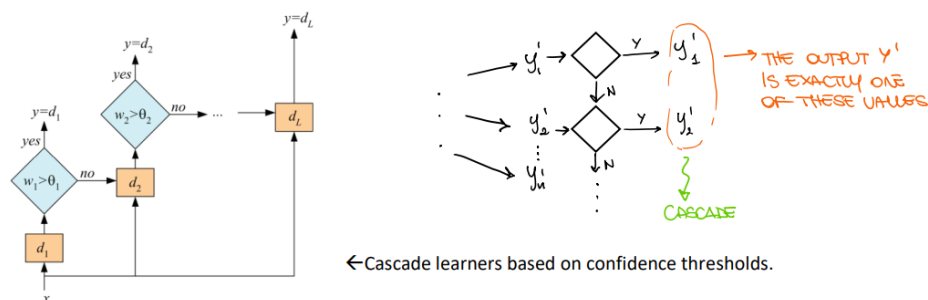 y=d_L
y=d_2
yes
w_2>θ_2
no
...
d_L
y=d_1
yes
w_1>θ_1
no
d_2
d_1
x
y'_1
Y
y'_1
N
y'_2
Y
y'_2
N
y'_n
THE OUTPUT Y'
IS EXACTLY ONE
OF THESE VALUES
CASCADE
←Cascade learners based on confidence thresholds.